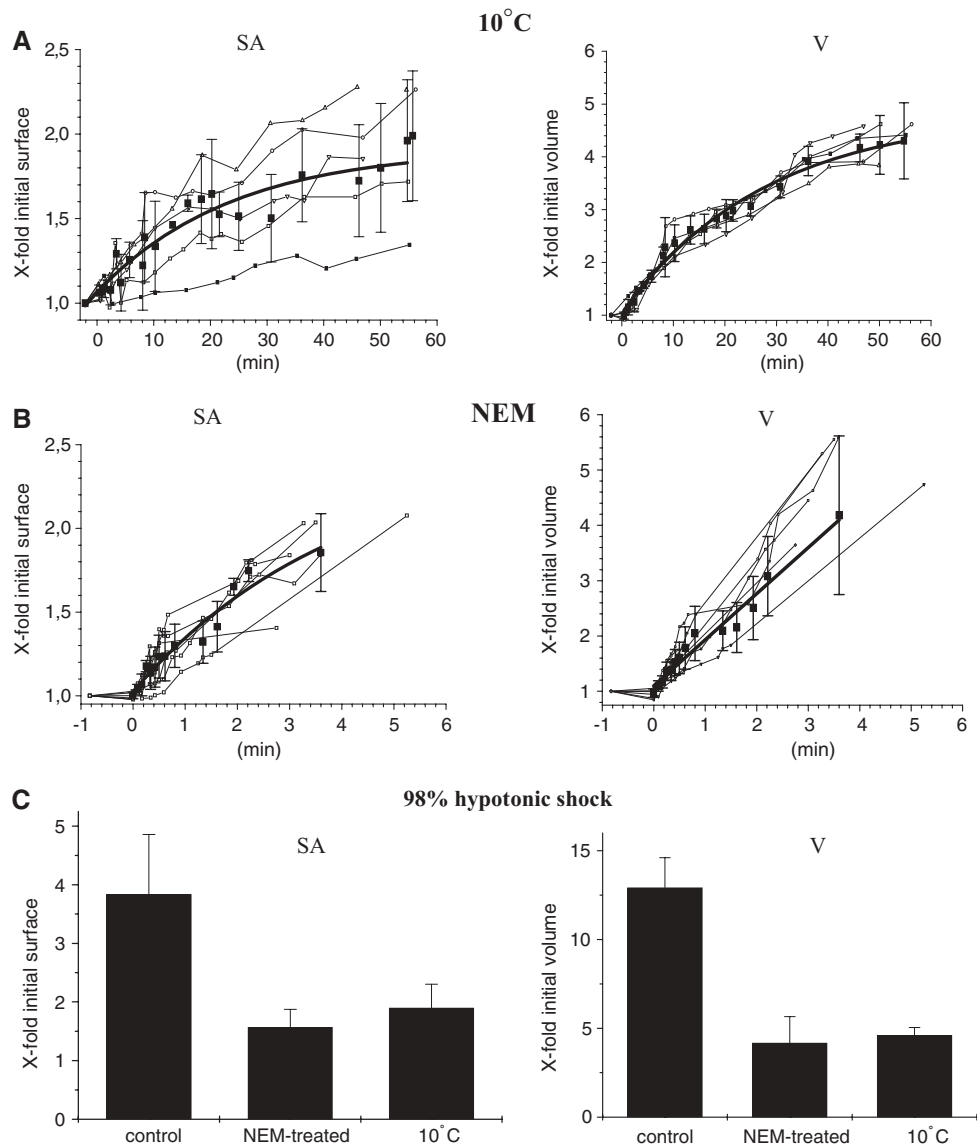 10°C
A
SA
V
X-fold initial surface
2,5
2,0
1,5
1,0
0 10 20 30 40 50 60
(min)
X-fold initial volume
6
5
4
3
2
1
0 10 20 30 40 50 60
(min)
B
SA
NEM
V
X-fold initial surface
2,5
2,0
1,5
1,0
-1 0 1 2 3 4 5 6
(min)
X-fold initial volume
6
5
4
3
2
1
-1 0 1 2 3 4 5 6
(min)
C
98% hypotonic shock
SA
V
X-fold initial surface
5
4
3
2
1
0
control NEM-treated 10°C
X-fold initial volume
15
10
5
0
control NEM-treated 10°C